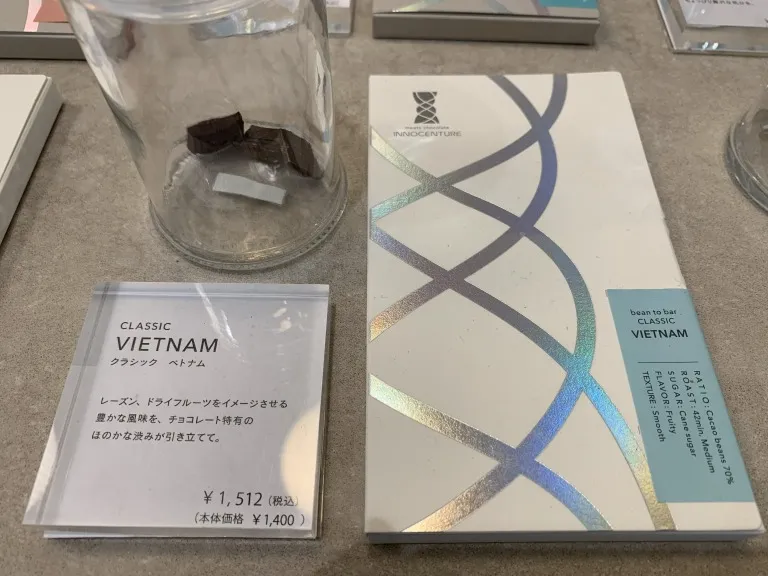 meets chocolate
INNOCENTURE
CLASSIC
VIETNAM
クラシック ベトナム
レーズン、ドライフルーツをイメージさせる
豊かな風味を、チョコレート特有の
ほのかな渋みが引き立てて。
¥1,512(税込)
(本体価格 ¥1,400)
bean to bar
CLASSIC
VIETNAM
RATIO: Cacao beans 70%
ROAST: 42min. Medium
SUGAR: Cane sugar
FLAVOR: Fruity
TEXTURE: Smooth